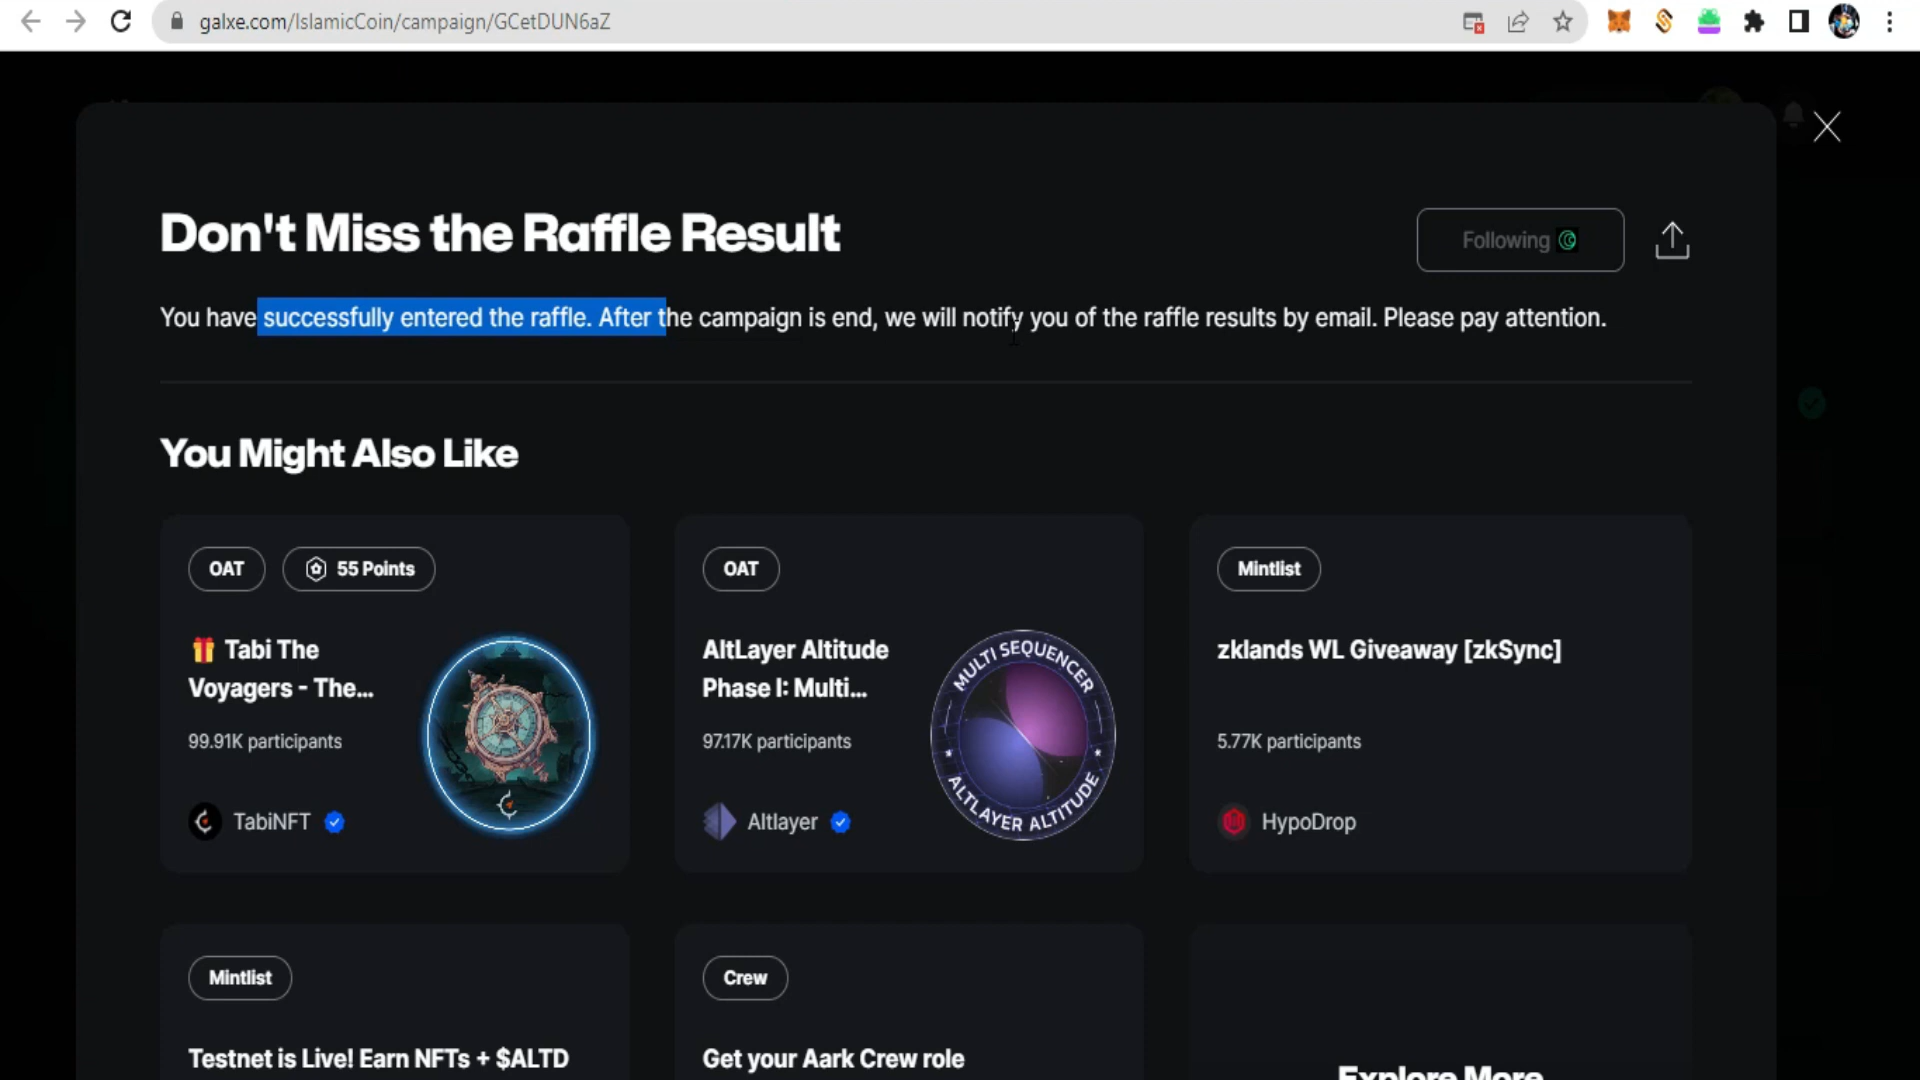 galxe.com/IslamicCoin/campaign/GCetDUN6aZ
Don't Miss the Raffle Result
Following
You have successfully entered the raffle. After the campaign is end, we will notify you of the raffle results by email. Please pay attention.
You Might Also Like
OAT
55 Points
Tabi The
Voyagers - The...
99.91K participants
TabiNFT
OAT
AltLayer Altitude
Phase I: Multi...
97.17K participants
Altlayer
MULTI SEQUENCER
ALTLAYER ALTITUDE
Mintlist
zklands WL Giveaway [zkSync]
5.77K participants
HypoDrop
Mintlist
Testnet is Live! Earn NFTs + $ALTD
Crew
Get your Aark Crew role
Explore More